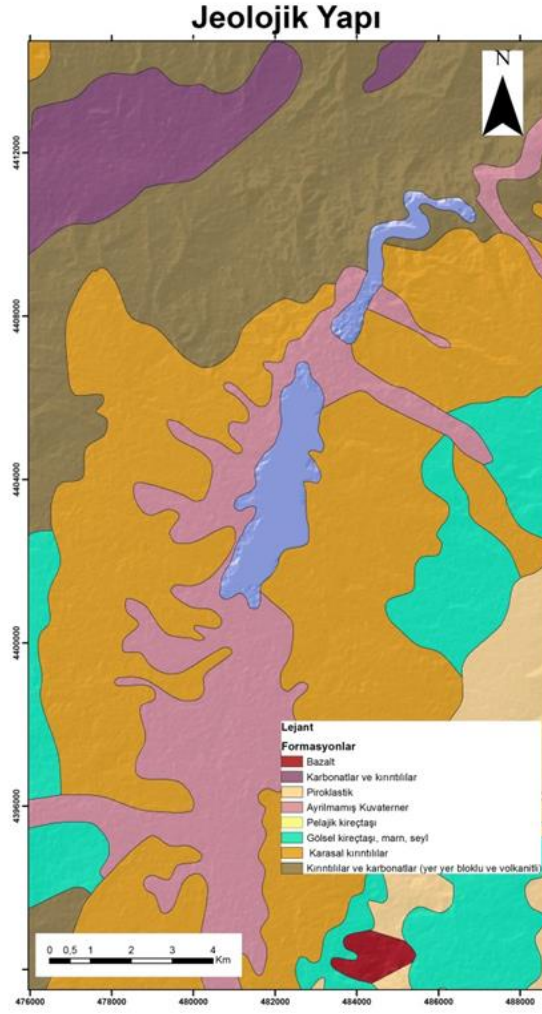 Jeolojik Yapı
N
4412000
4408000
4404000
4400000
4396000
Lejant
Formasyonlar
Bazalt
Karbonatlar ve kırıntılılar
Piroklastik
Ayrılmamış Kuvaterner
Pelajik kireçtaşı
Gölsel kireçtaşı, marn, şeyl
Karasal kırıntılılar
Kırıntılılar ve karbonatlar (yer yer bloklu ve volkanitli)
0 0,5 1 2 3 4
Km
476000 478000 480000 482000 484000 486000 488000